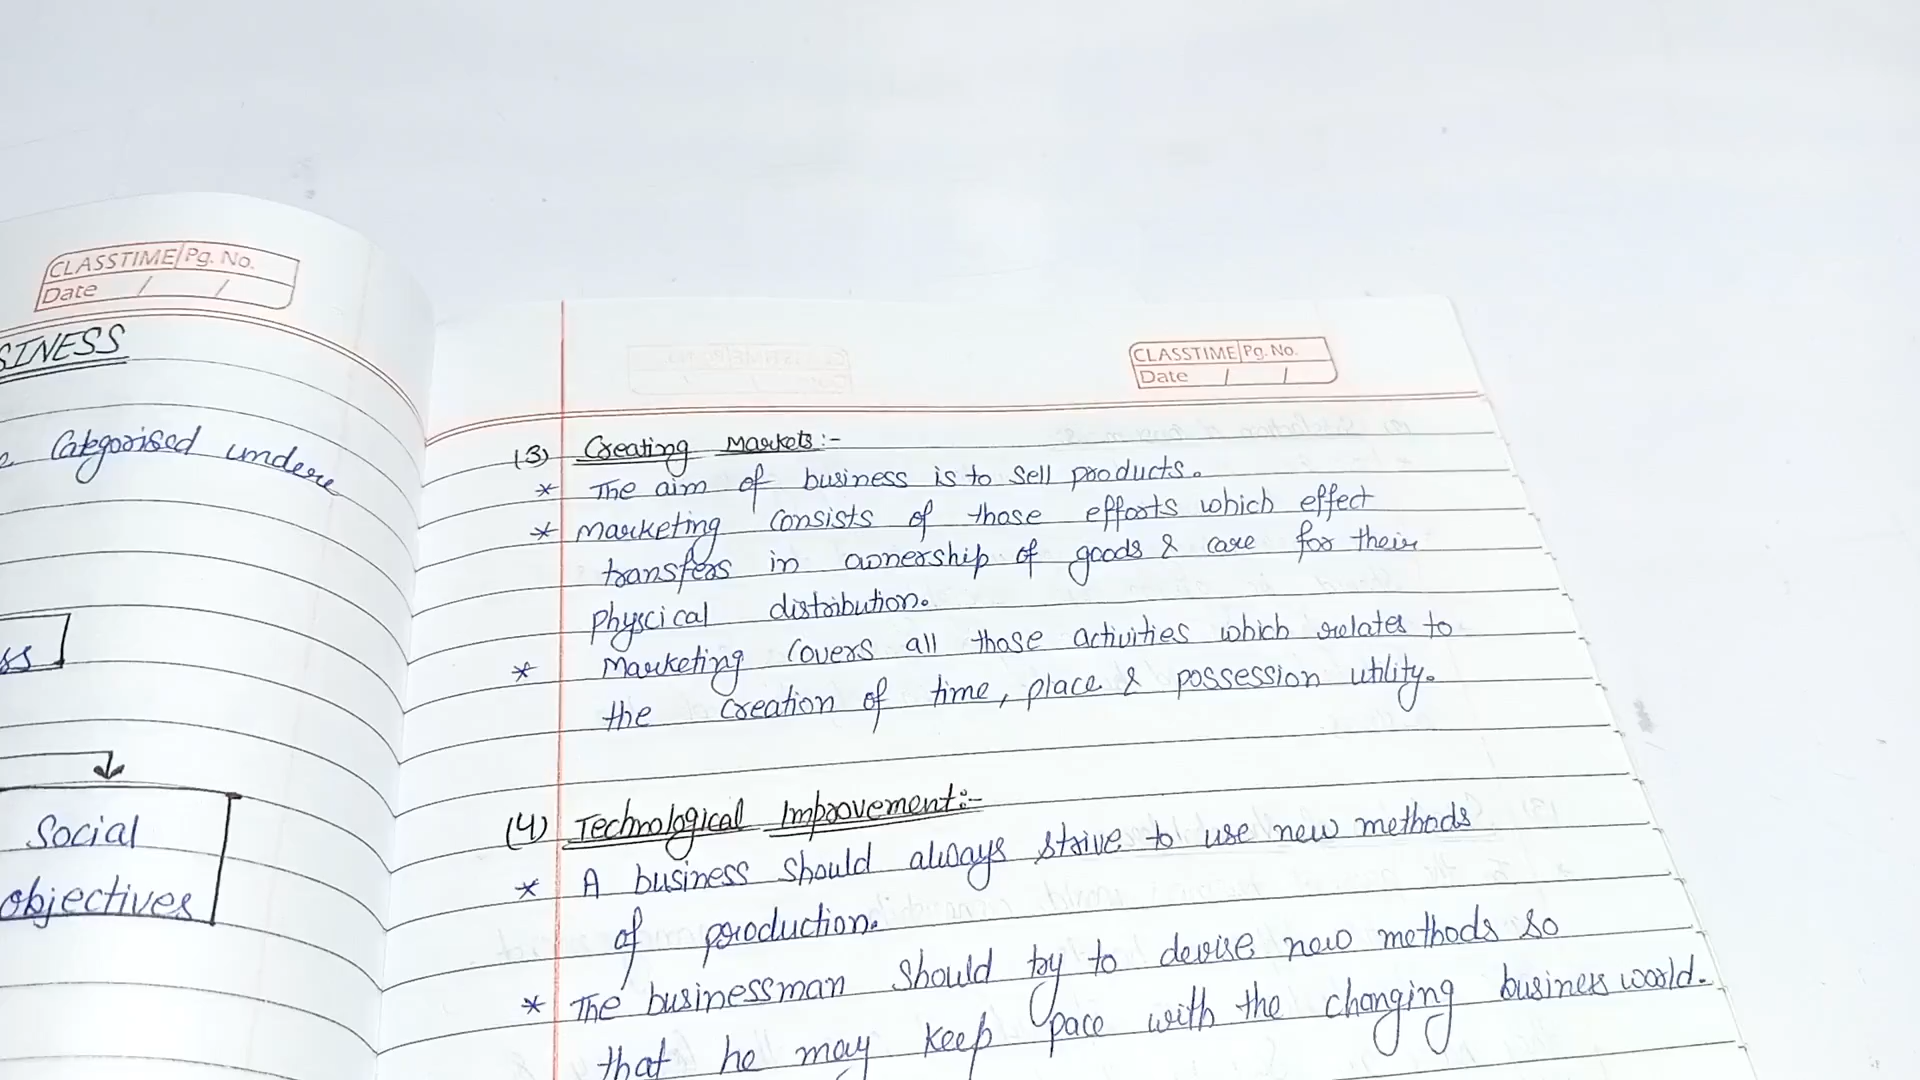 CLASSTIME Pg. No.
Date / /
SINESS
Categorised undere
ss
Social
objectives
CLASSTIME Pg. No.
Date / /
(3) Creating Markets:-
* The aim of business is to sell products.
* Marketing consists of those efforts which effect
transfers in ownership of goods & care for their
physcical distribution.
* Marketing covers all those activities which relates to
the creation of time, place & possession utility.
(4) Technological Improvement:-
* A business should always strive to use new methods
of production.
* The businessman should try to devise new methods so
that he may keep pace with the changing business world.